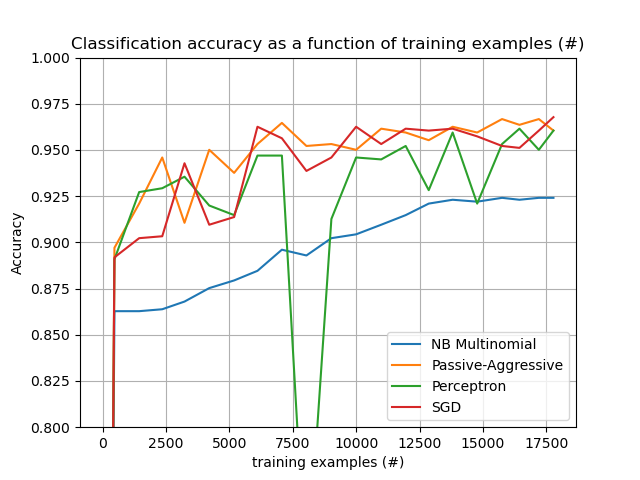 Classification accuracy as a function of training examples (#)
1.000
0.975
0.950
0.925
0.900
0.875
0.850
0.825
0.800
Accuracy
NB Multinomial
Passive-Aggressive
Perceptron
SGD
0 2500 5000 7500 10000 12500 15000 17500
training examples (#)